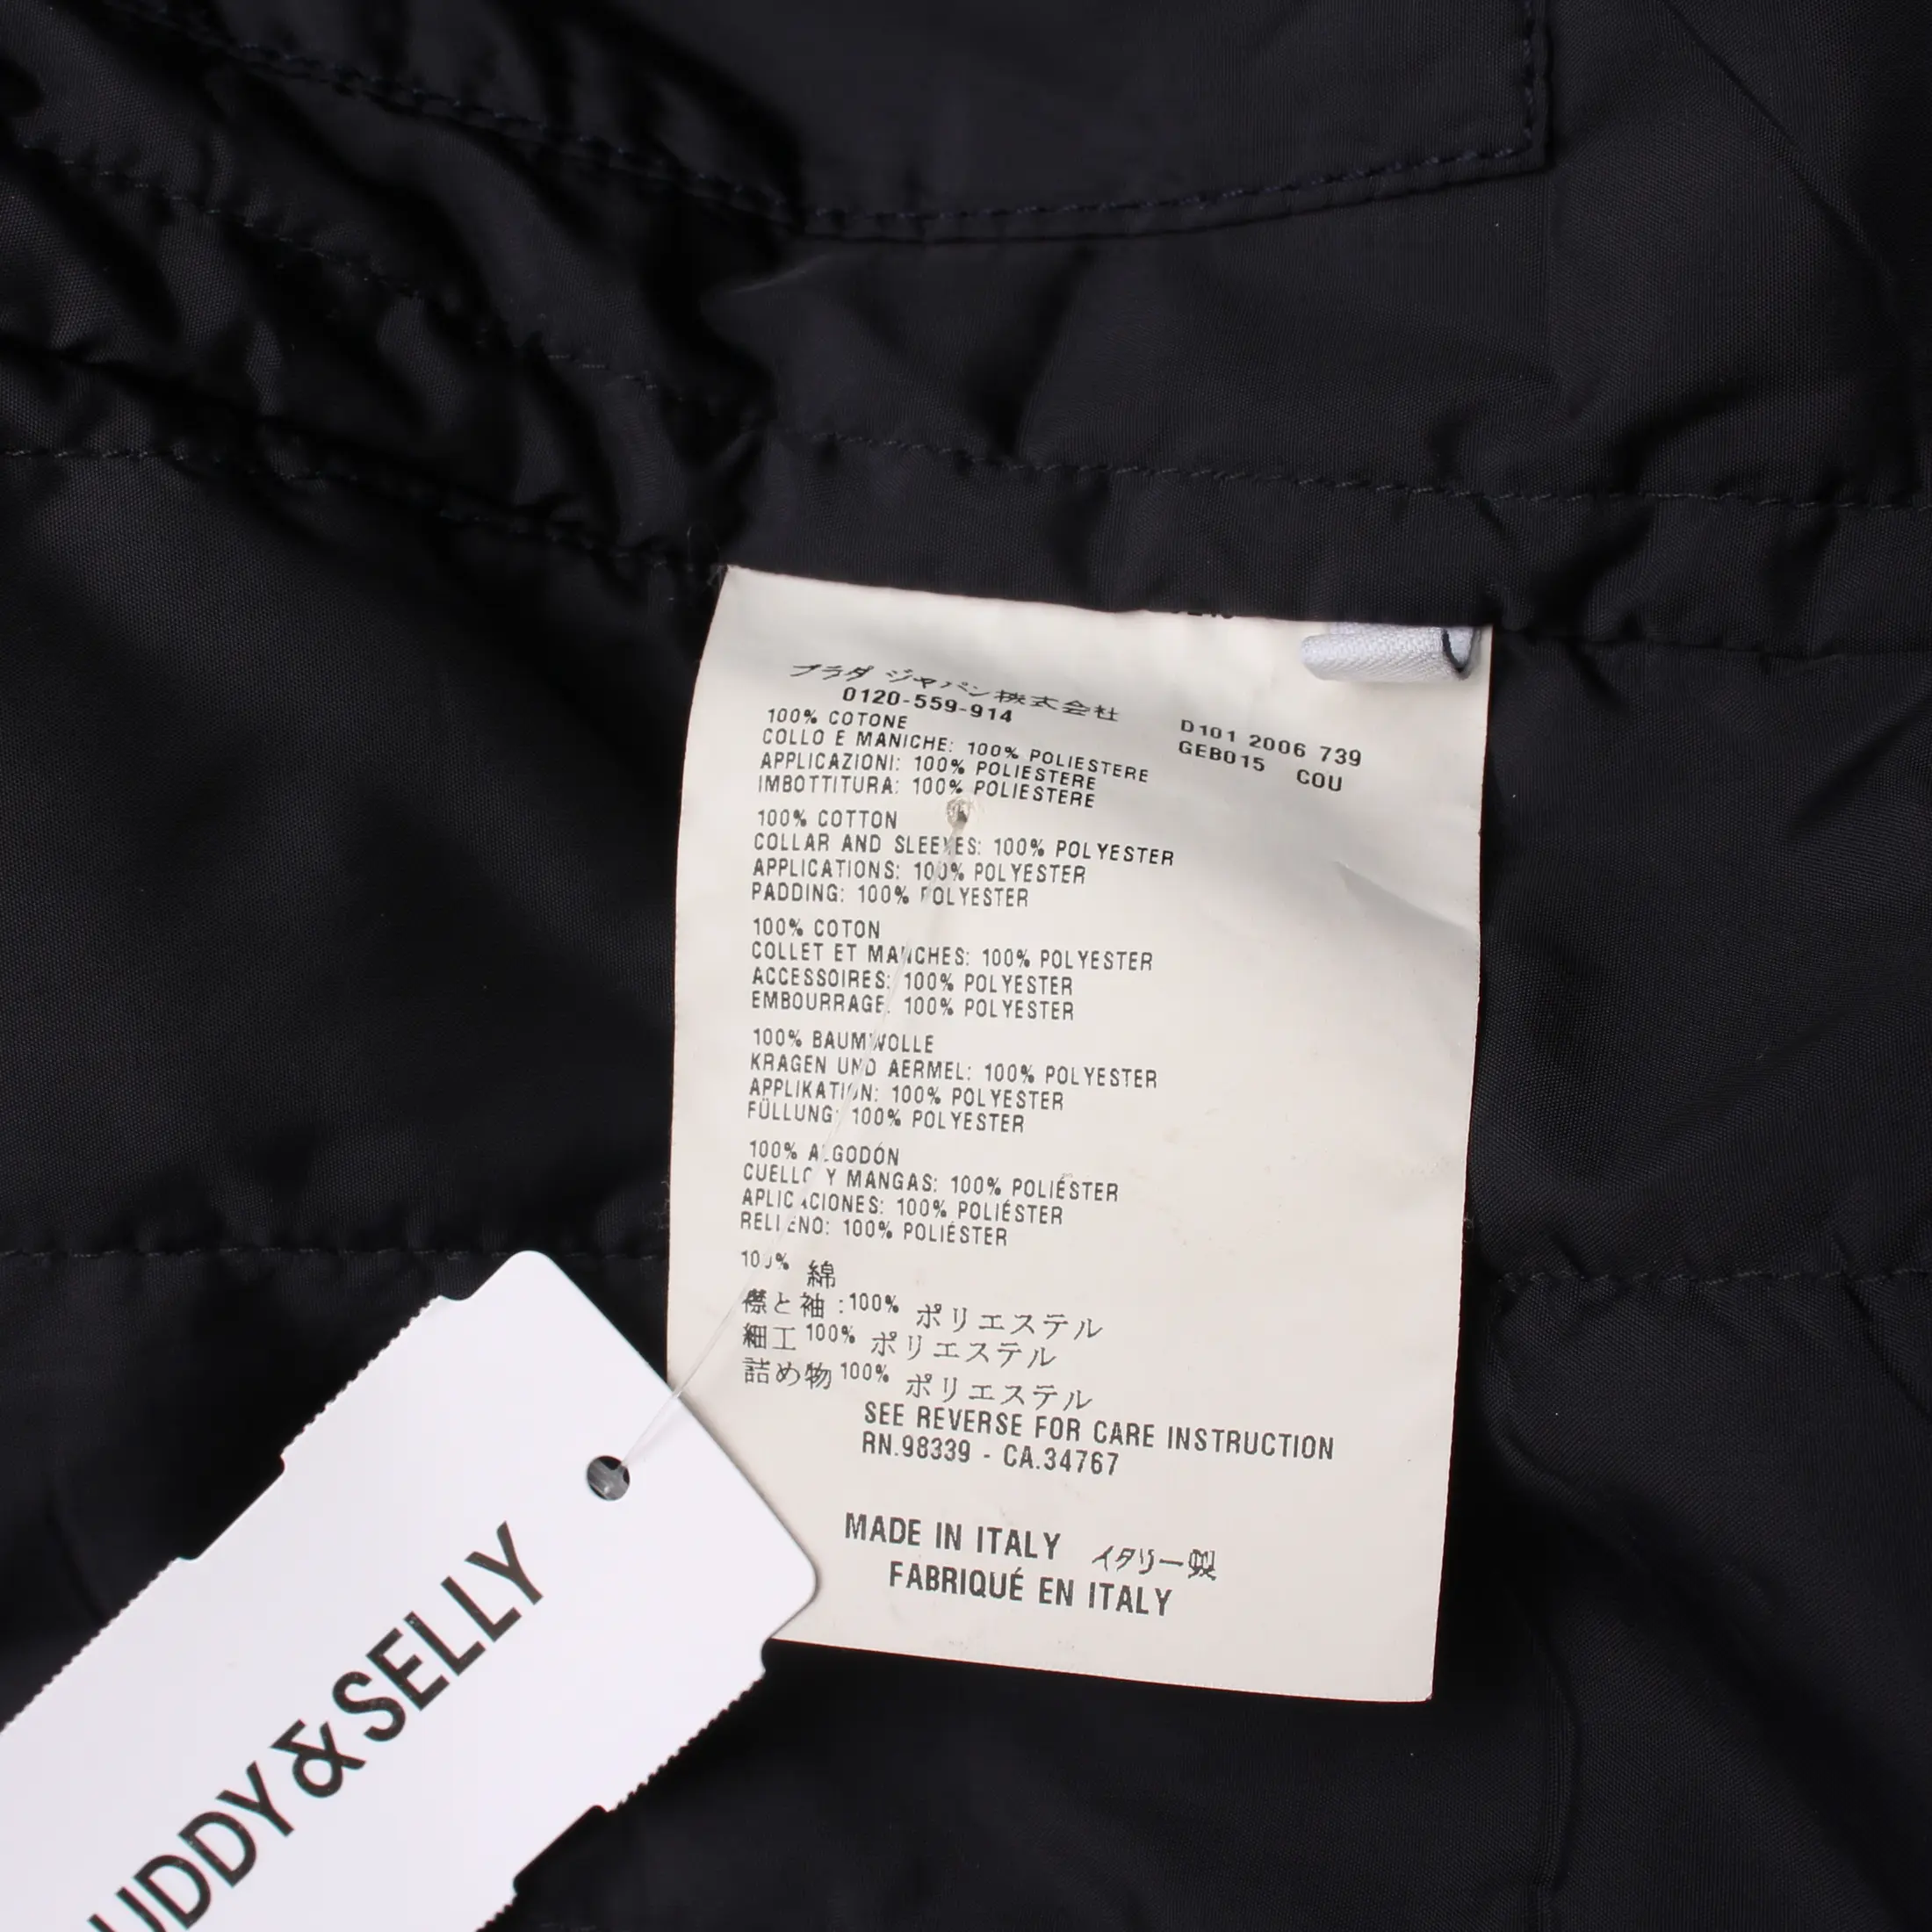 プラダ ジャパン株式会社
0120-559-914
D101 2006 739
GEB015 COU
100% COTONE
COLLO E MANICHE: 100% POLIESTERE
APPLICAZIONI: 100% POLIESTERE
IMBOTTITURA: 100% POLIESTERE
100% COTTON
COLLAR AND SLEEVES: 100% POLYESTER
APPLICATIONS: 100% POLYESTER
PADDING: 100% POLYESTER
100% COTON
COLLET ET MANCHES: 100% POLYESTER
ACCESSOIRES: 100% POLYESTER
EMBOURRAGE: 100% POLYESTER
100% BAUMWOLLE
KRAGEN UND AERMEL: 100% POLYESTER
APPLIKATION: 100% POLYESTER
FÜLLUNG: 100% POLYESTER
100% ALGODÓN
CUELLO Y MANGAS: 100% POLIÉSTER
APLICACIONES: 100% POLIÉSTER
RELLENO: 100% POLIÉSTER
100% 綿
襟と袖:100% ポリエステル
細工100% ポリエステル
詰め物100% ポリエステル
SEE REVERSE FOR CARE INSTRUCTION
RN.98339 - CA.34767
MADE IN ITALY イタリー製
FABRIQUÉ EN ITALY
UDDY & SELLY